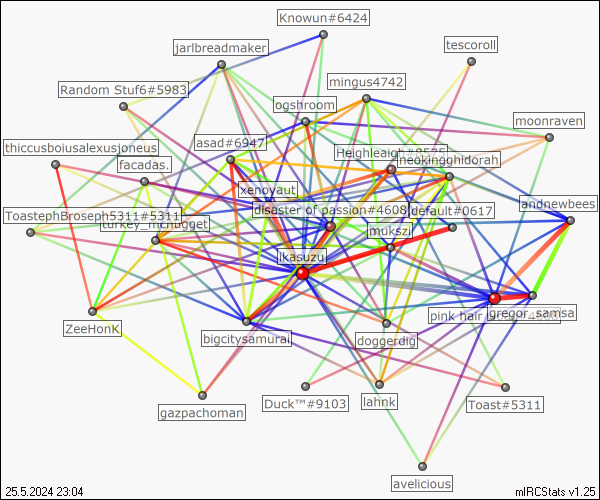 Knowun#6424
jarlbreadmaker
tescoroll
mingus4742
Random Stuf6#5983
ogshroom
moonraven
asad#6947
thiccusboiusalexusjoneus
Heighleaigh#8575
neokingghidorah
facadas.
xenoyaut
andnewbees
ToastephBroseph5311#5311
disaster of passion#4608
default#0617
turkey_mcnugget
mukszi
ikasuzu
pink hair
gregor_samsa
ZeeHonK
bigcitysamurai
doggerdig
Duck™#9103
lahnk
Toast#5311
gazpachoman
avelicious
25.5.2024 23:04
mIRCStats v1.25